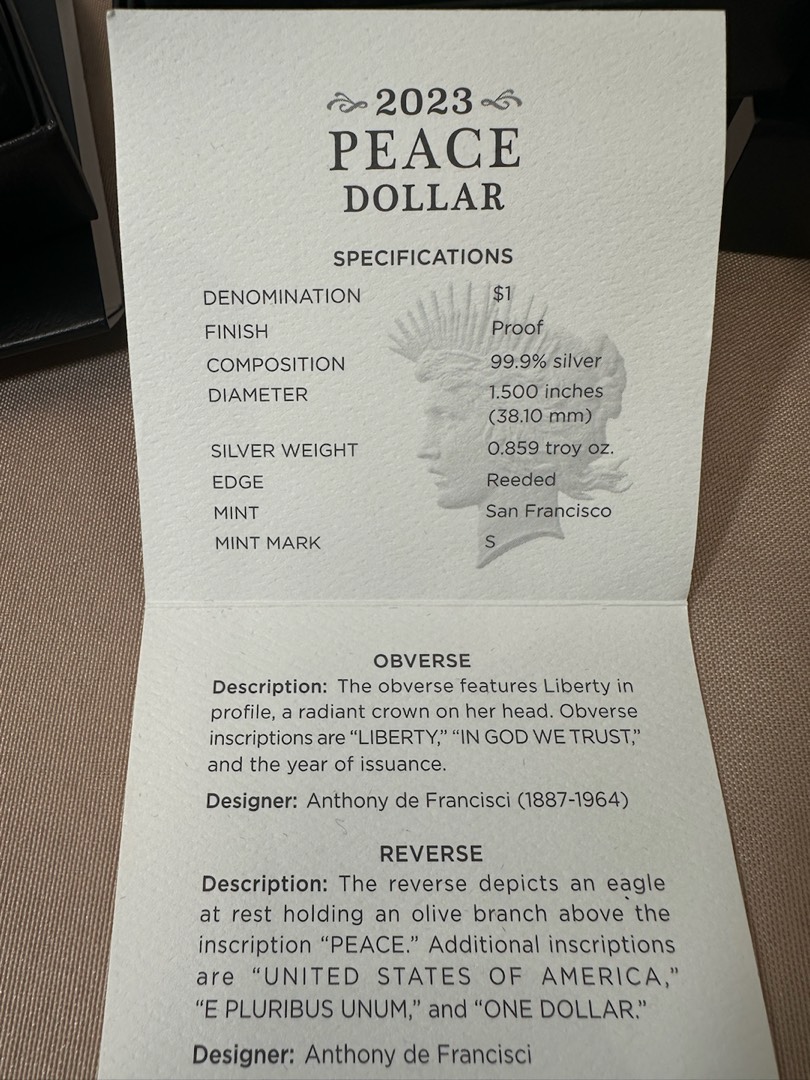 2023
PEACE
DOLLAR
SPECIFICATIONS
DENOMINATION $1
FINISH Proof
COMPOSITION 99.9% silver
DIAMETER 1.500 inches
(38.10 mm)
SILVER WEIGHT 0.859 troy oz.
EDGE Reeded
MINT San Francisco
MINT MARK S
OBVERSE
Description: The obverse features Liberty in
profile, a radiant crown on her head. Obverse
inscriptions are “LIBERTY,” “IN GOD WE TRUST,”
and the year of issuance.
Designer: Anthony de Francisci (1887-1964)
REVERSE
Description: The reverse depicts an eagle
at rest holding an olive branch above the
inscription “PEACE.” Additional inscriptions
are “UNITED STATES OF AMERICA,”
“E PLURIBUS UNUM,” and “ONE DOLLAR.”
Designer: Anthony de Francisci